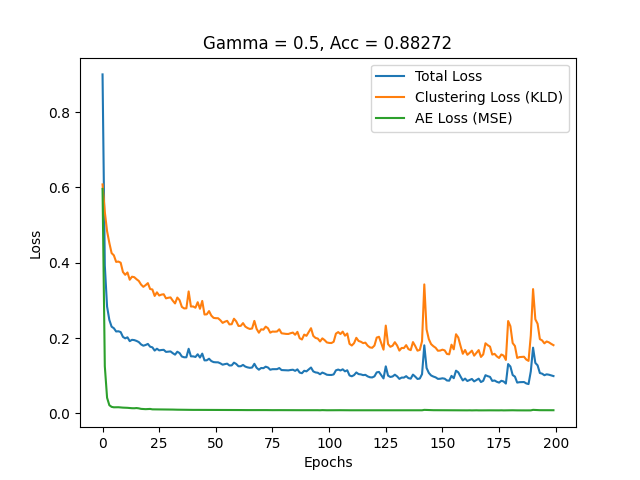 Gamma = 0.5, Acc = 0.88272
Total Loss
Clustering Loss (KLD)
AE Loss (MSE)
Loss
0.8
0.6
0.4
0.2
0.0
0 25 50 75 100 125 150 175 200
Epochs